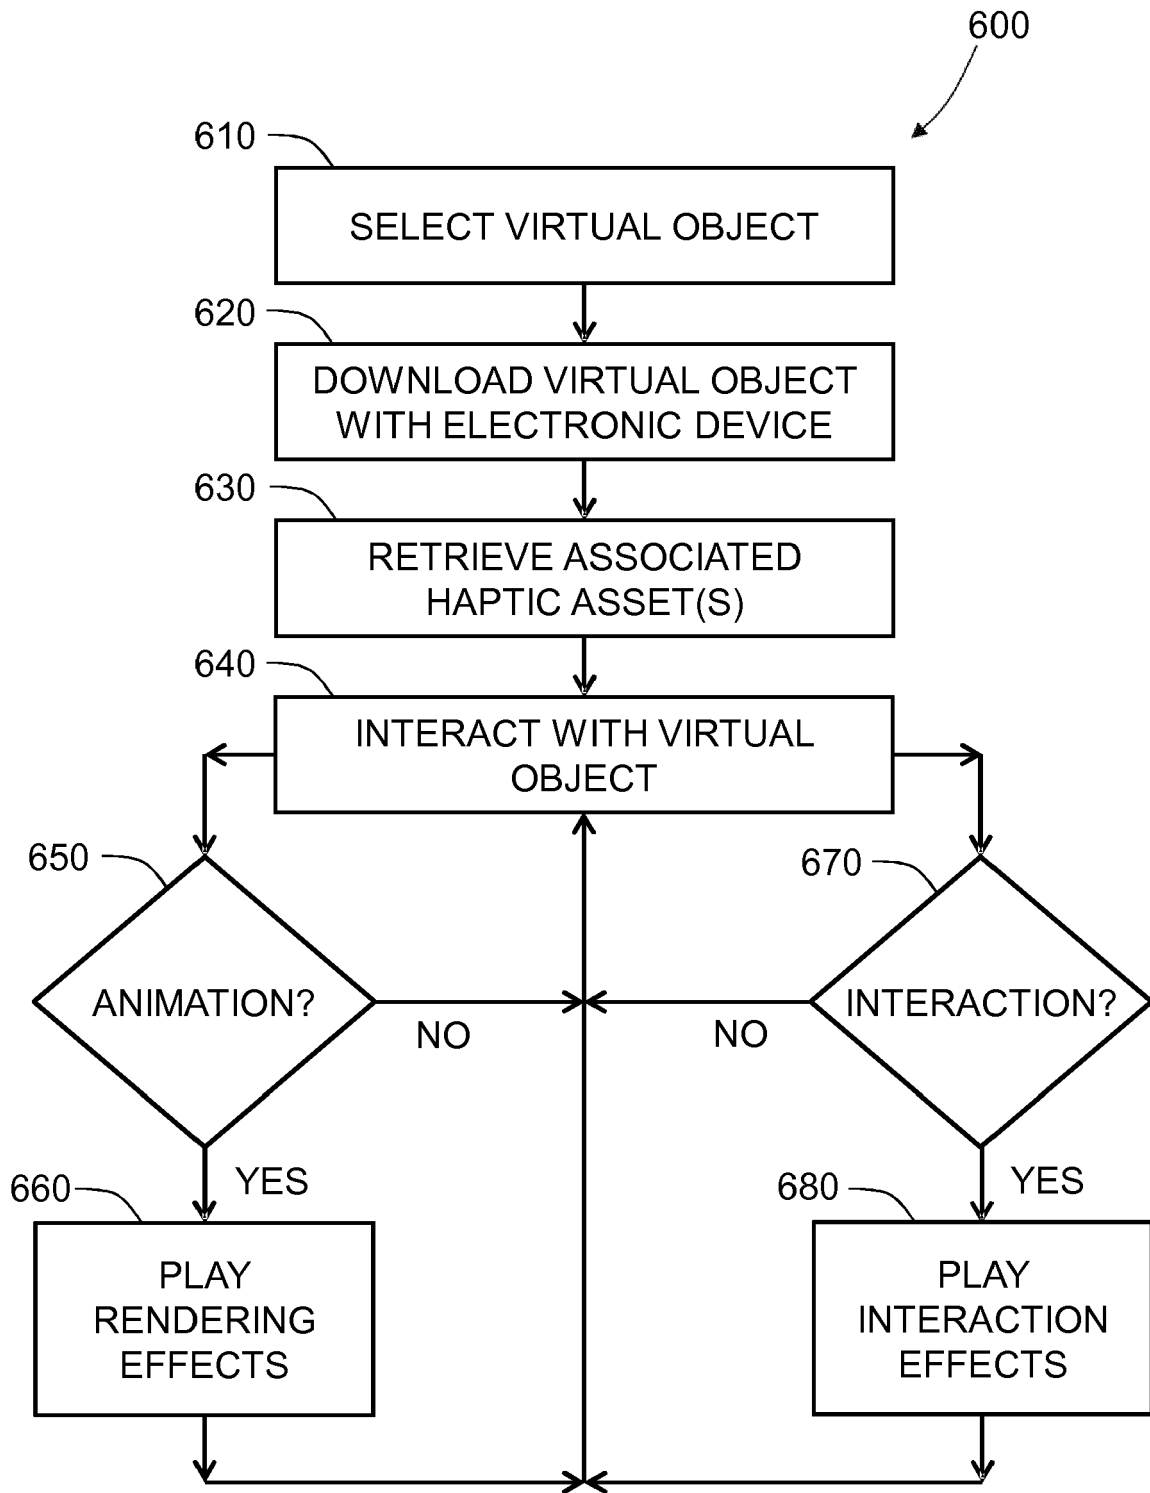 600
610
SELECT VIRTUAL OBJECT
620
DOWNLOAD VIRTUAL OBJECT
WITH ELECTRONIC DEVICE
630
RETRIEVE ASSOCIATED
HAPTIC ASSET(S)
640
INTERACT WITH VIRTUAL
OBJECT
650
ANIMATION?
NO
YES
660
PLAY
RENDERING
EFFECTS
670
INTERACTION?
NO
YES
680
PLAY
INTERACTION
EFFECTS